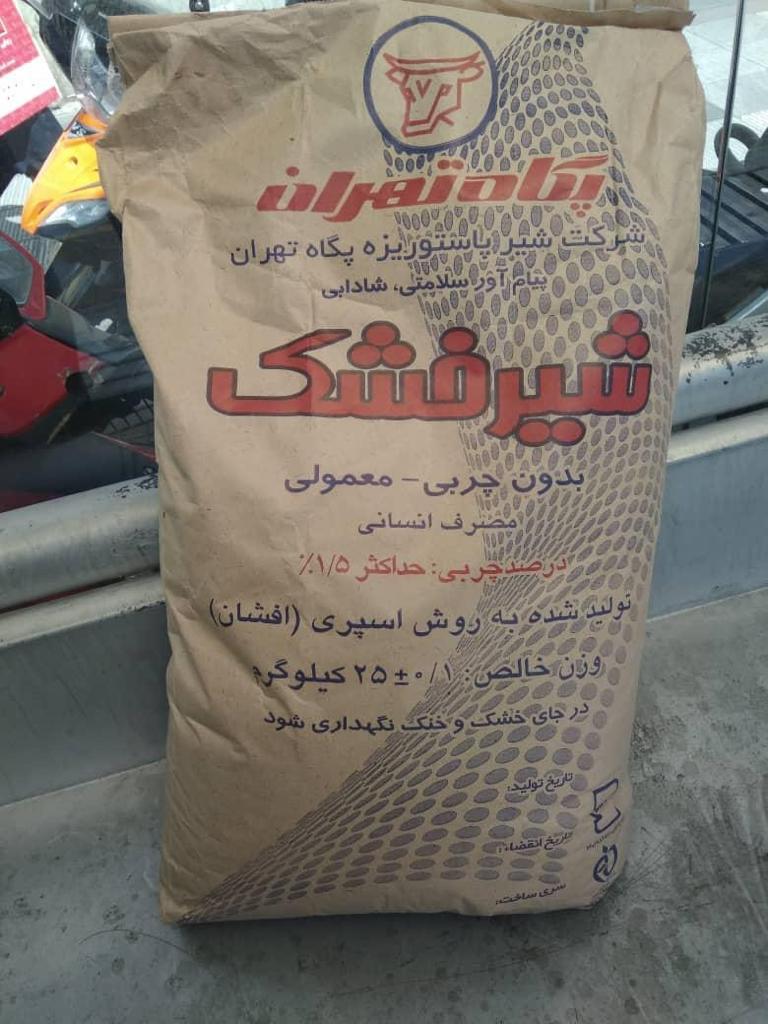 پگاه تهران
شرکت شیر پاستوریزه پگاه تهران
پیام آور سلامتی، شادابی
شیر خشک
بدون چربی - معمولی
مصرف انسانی
درصد چربی: حداکثر ۱/۵٪
تولید شده به روش اسپری (افشان)
وزن خالص: ۰/۱ ± ۲۵ کیلوگرم
در جای خشک و خنک نگهداری شود
تاریخ تولید:
تاریخ انقضاء:
سری ساخت: